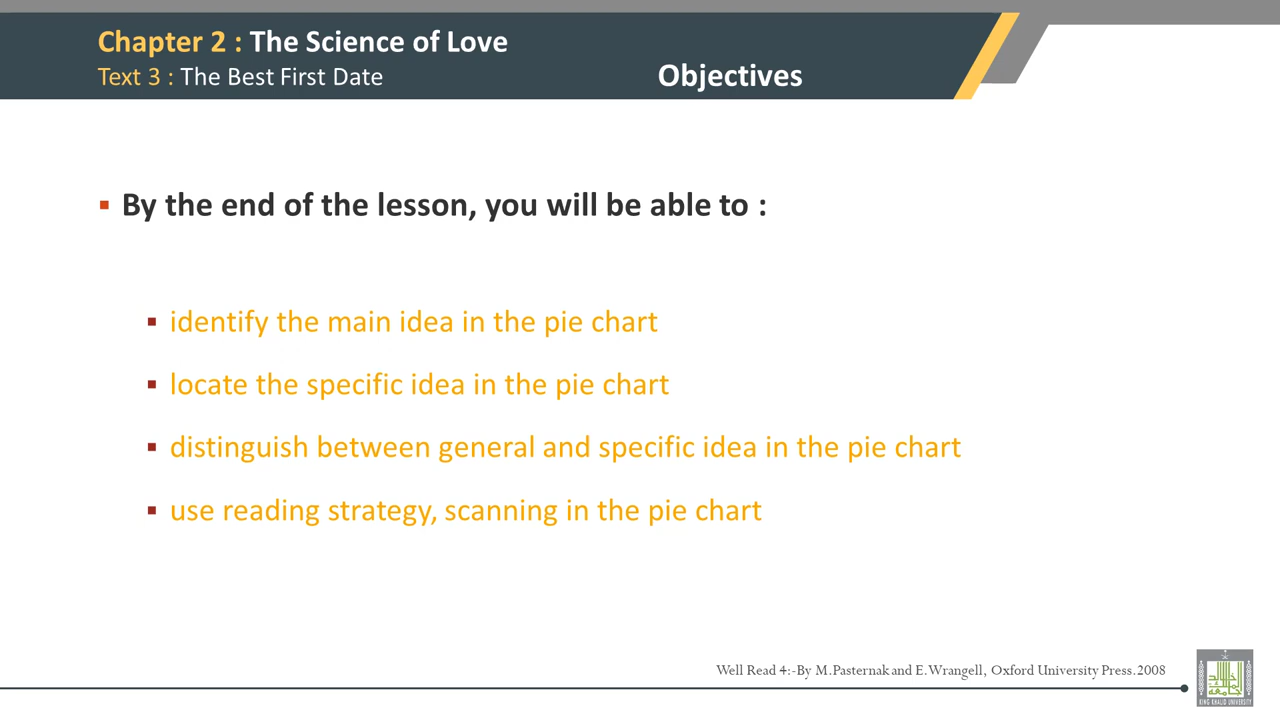 Chapter 2 : The Science of Love
Text 3 : The Best First Date
Objectives
▪ By the end of the lesson, you will be able to :
▪ identify the main idea in the pie chart
▪ locate the specific idea in the pie chart
▪ distinguish between general and specific idea in the pie chart
▪ use reading strategy, scanning in the pie chart
Well Read 4:-By M.Pasternak and E.Wrangell, Oxford University Press.2008
KING KHALID UNIVERSITY